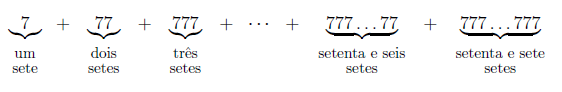 7 + 77 + 777 + ··· + 777...77 + 777...777
um dois três setenta e seis setenta e sete
sete setes setes setes setes